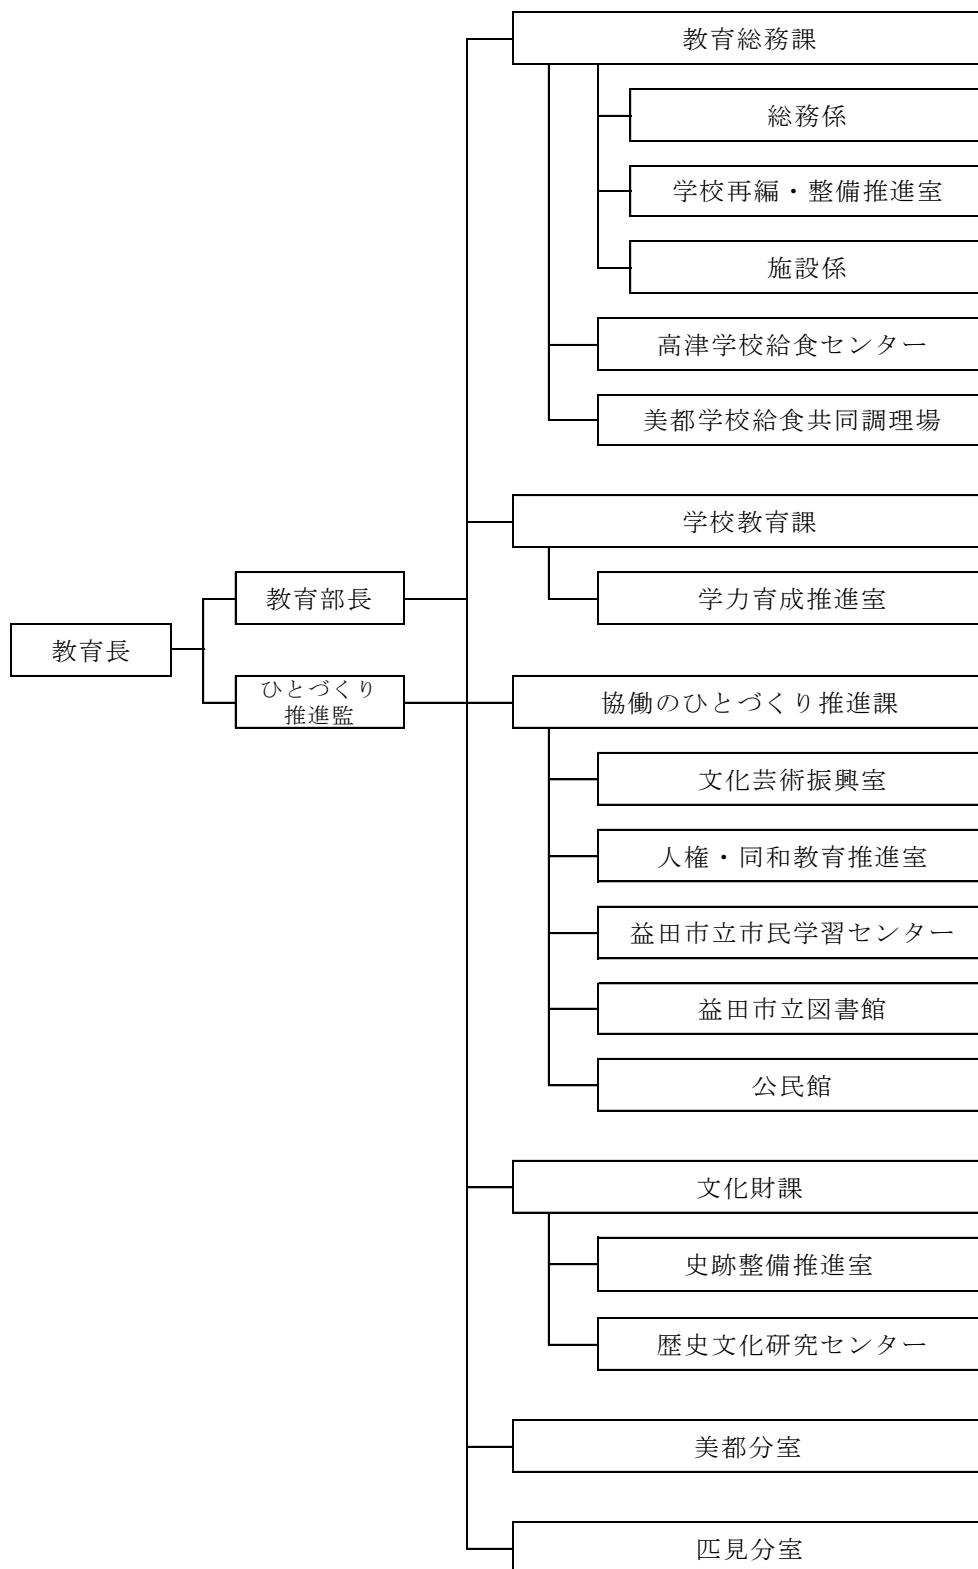 教育総務課
総務係
学校再編・整備推進室
施設係
高津学校給食センター
美都学校給食共同調理場
学校教育課
学力育成推進室
教育部長
教育長
ひとづくり
推進監
協働のひとづくり推進課
文化芸術振興室
人権・同和教育推進室
益田市立市民学習センター
益田市立図書館
公民館
文化財課
史跡整備推進室
歴史文化研究センター
美都分室
匹見分室